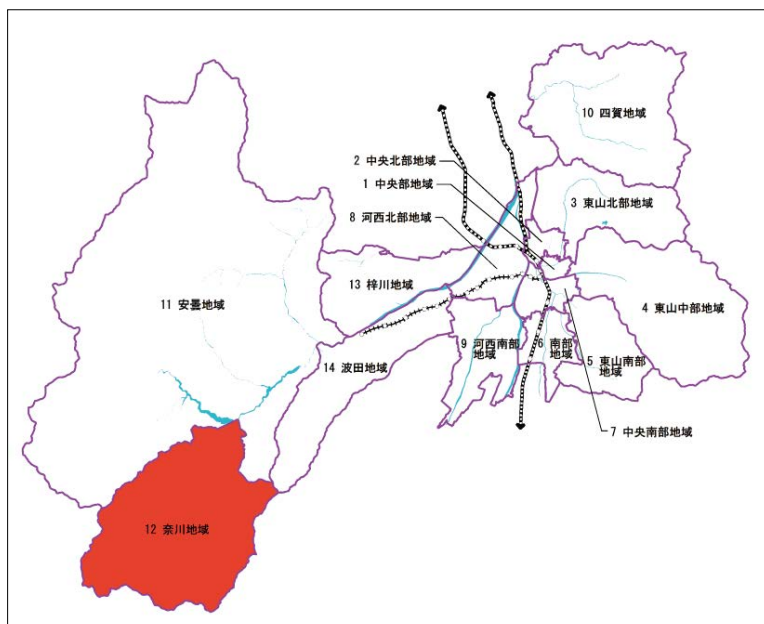 10 四賀地域
2 中央北部地域
1 中央部地域
3 東山北部地域
8 河西北部地域
13 梓川地域
11 安曇地域
4 東山中部地域
9 河西南部
地域
6 南部
地域
5 東山南部
地域
14 波田地域
7 中央南部地域
12 奈川地域